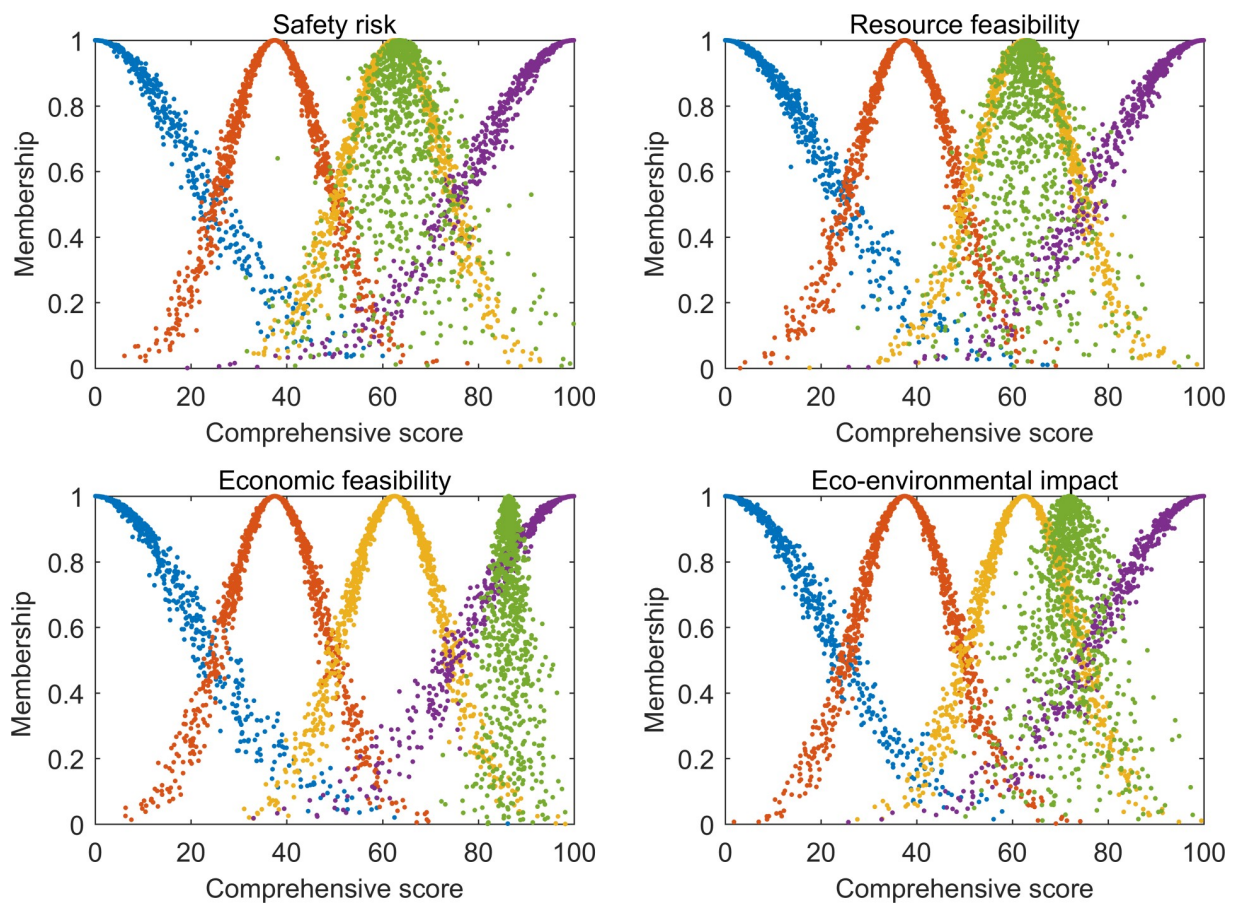 Safety risk
1
0.8
0.6
0.4
0.2
0
Membership
0 20 40 60 80 100
Comprehensive score
Resource feasibility
1
0.8
0.6
0.4
0.2
0
Membership
0 20 40 60 80 100
Comprehensive score
Economic feasibility
1
0.8
0.6
0.4
0.2
0
Membership
0 20 40 60 80 100
Comprehensive score
Eco-environmental impact
1
0.8
0.6
0.4
0.2
0
Membership
0 20 40 60 80 100
Comprehensive score